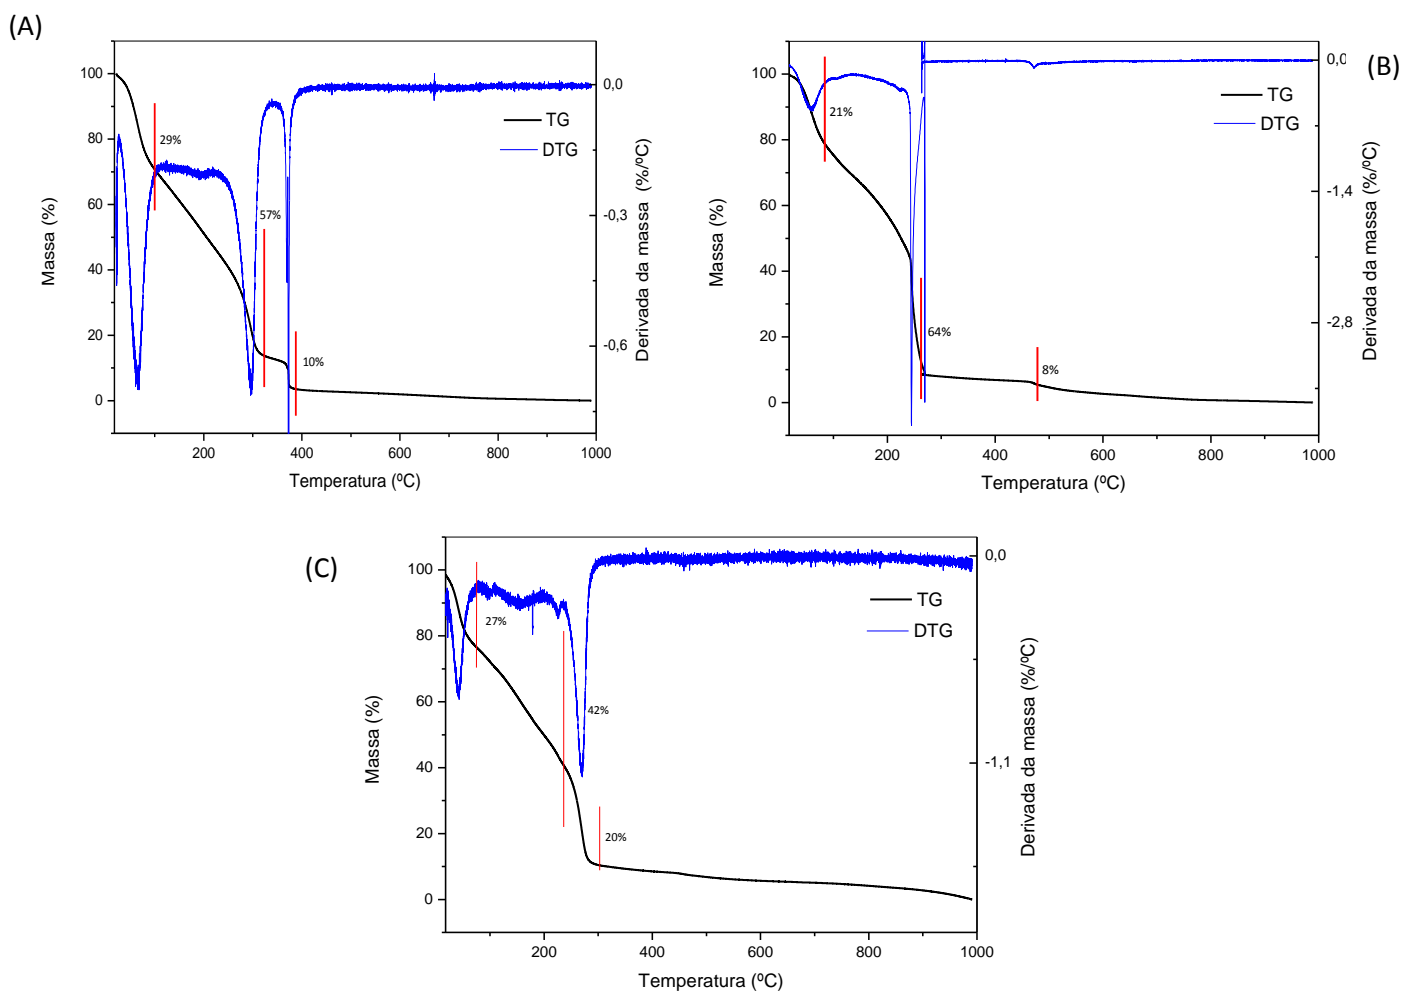 (A)
100
80
60
40
20
0
Massa (%)
29%
57%
10%
TG
DTG
0,0
-0,3
-0,6
Derivada da massa (%/ºC)
200
400
600
800
1000
Temperatura (ºC)
(B)
100
80
60
40
20
0
Massa (%)
21%
64%
8%
TG
DTG
0,0
-1,4
-2,8
Derivada da massa (%/ºC)
200
400
600
800
1000
Temperatura (ºC)
(C)
100
80
60
40
20
0
Massa (%)
27%
42%
20%
TG
DTG
0,0
-1,1
Derivada da massa (%/ºC)
200
400
600
800
1000
Temperatura (ºC)